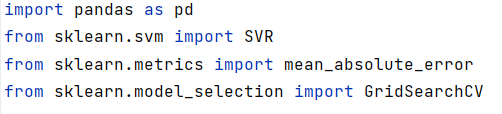 import pandas as pd
from sklearn.svm import SVR
from sklearn.metrics import mean_absolute_error
from sklearn.model_selection import GridSearchCV